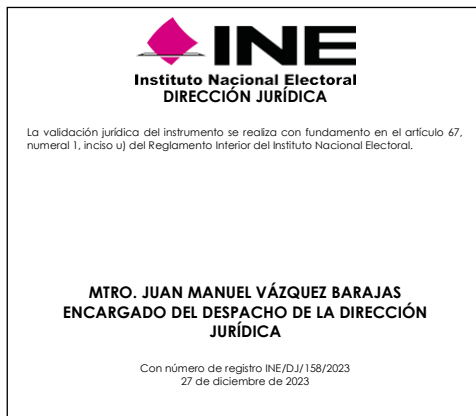 INE
Instituto Nacional Electoral
DIRECCIÓN JURÍDICA
La validación jurídica del instrumento se realiza con fundamento en el artículo 67,
numeral 1, inciso u) del Reglamento Interior del Instituto Nacional Electoral.
MTRO. JUAN MANUEL VÁZQUEZ BARAJAS
ENCARGADO DEL DESPACHO DE LA DIRECCIÓN
JURÍDICA
Con número de registro INE/DJ/158/2023
27 de diciembre de 2023